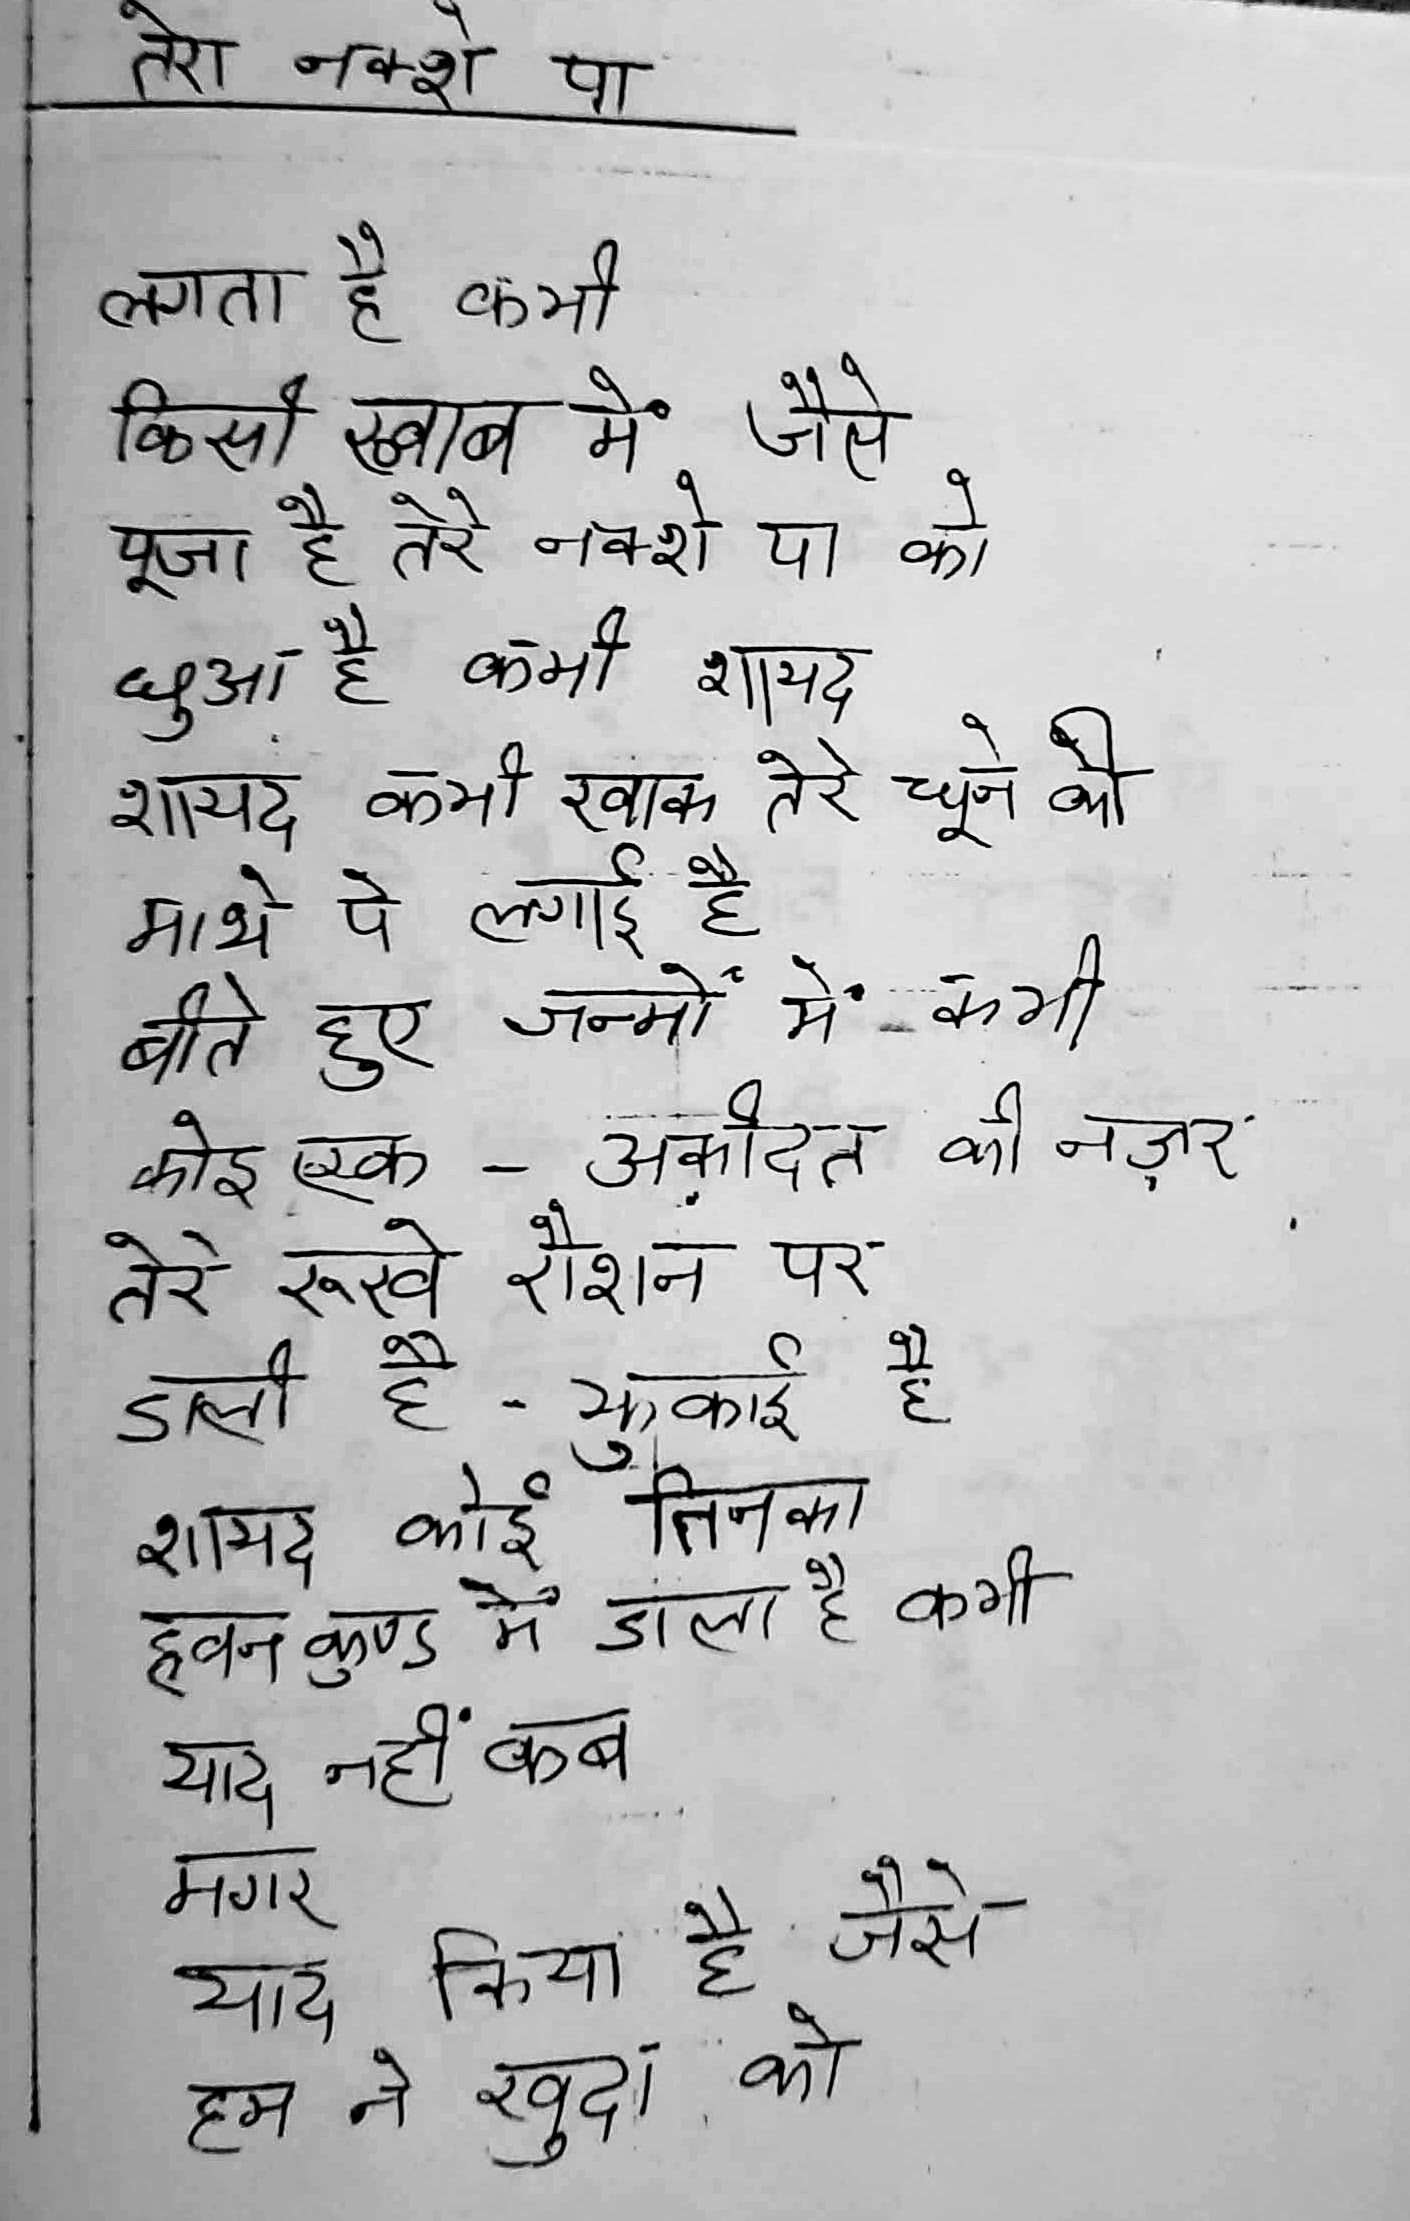 तेरा नक्शे पा
लगता है कभी
किसी ख्वाब में जैसे
पूजा है तेरे नक्शे पा को
छुआ है कभी शायद
शायद कभी खाक तेरे चूने की
माथे पे लगाई है
बीते हुए जन्मों में कभी
कोई एक - अक़ीदत की नज़र
तेरे रूखे रौशन पर
डाली है - झुकाई है
शायद कोई तिनका
हवन कुण्ड में डाला है कभी
याद नहीं कब
मगर
याद किया है जैसे
हम ने खुदा को